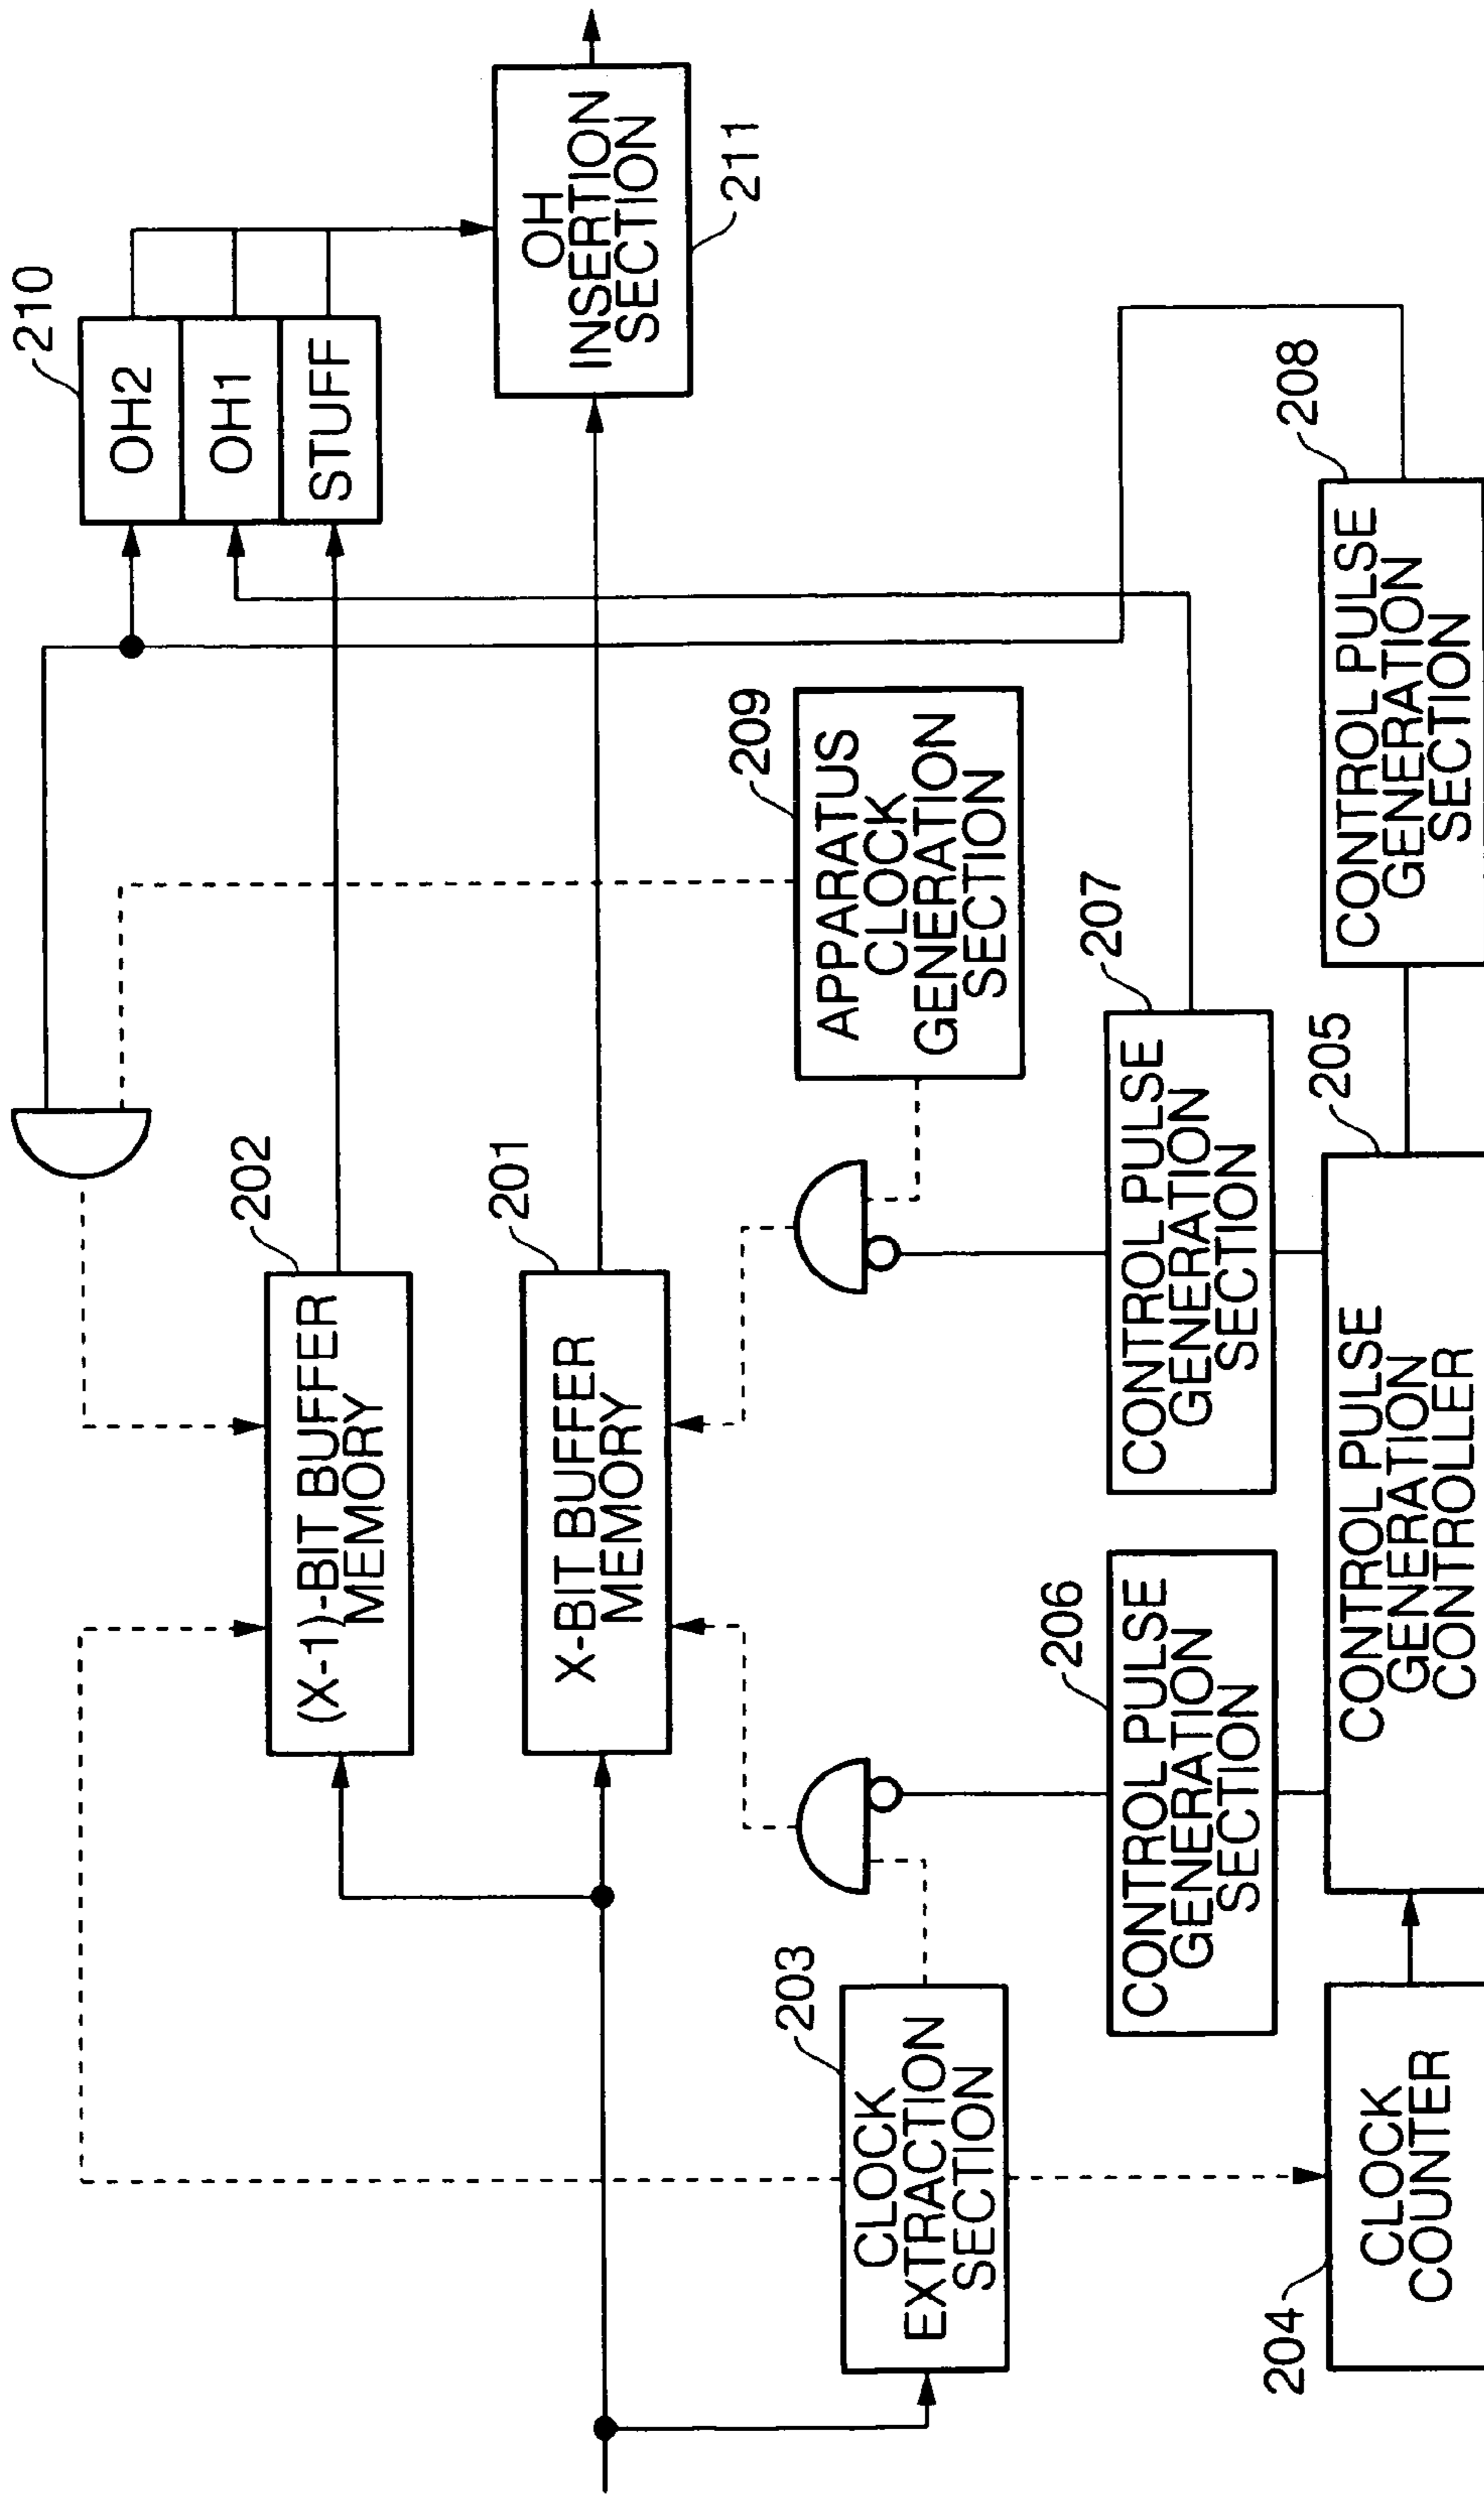 210
OH2
OH1
STUFF
OH
INSERTION
SECTION
211
202
(X-1)-BIT BUFFER
MEMORY
201
X-BIT BUFFER
MEMORY
209
APPARATUS
CLOCK
GENERATION
SECTION
203
CLOCK
EXTRACTION
SECTION
206
CONTROL PULSE
GENERATION
SECTION
207
CONTROL PULSE
GENERATION
SECTION
208
CONTROL PULSE
GENERATION
SECTION
204
CLOCK
COUNTER
205
CONTROL PULSE
GENERATION
CONTROLLER